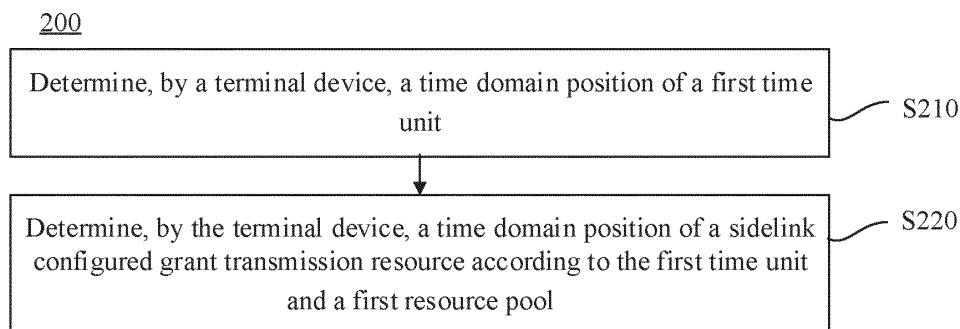 200
Determine, by a terminal device, a time domain position of a first time
unit
S210
Determine, by the terminal device, a time domain position of a sidelink
configured grant transmission resource according to the first time unit
and a first resource pool
S220